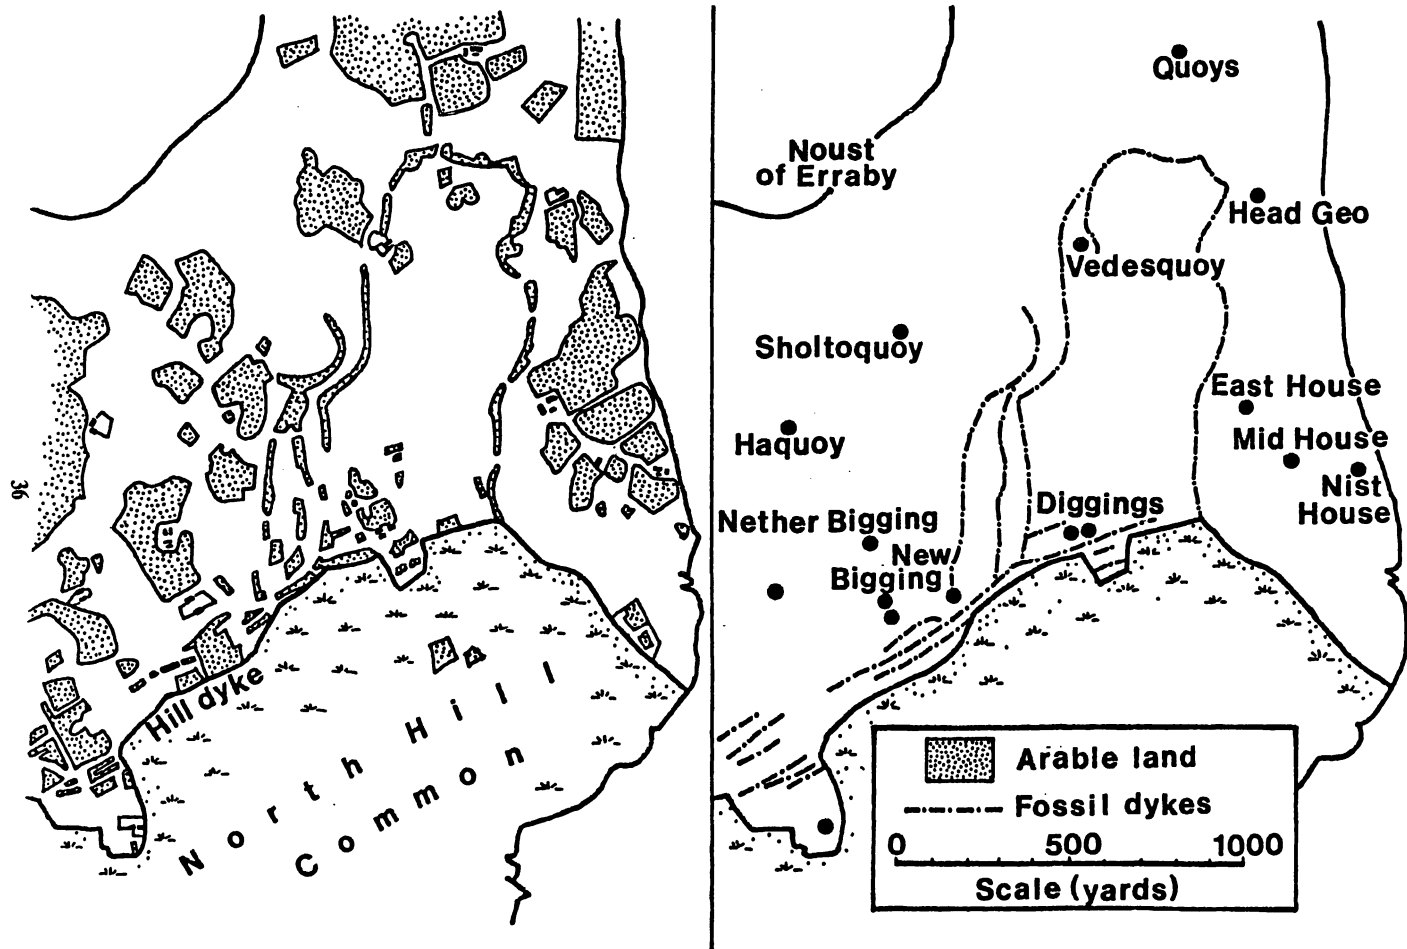 36
Hill dyke
North Hill
Common
Quoys
Noust
of Erraby
Head Geo
Vedesquoy
Sholtoquoy
East House
Haquoy
Mid House
Nist
House
Diggings
Nether Bigging
New
Bigging
Arable land
Fossil dykes
0 500 1000
Scale (yards)